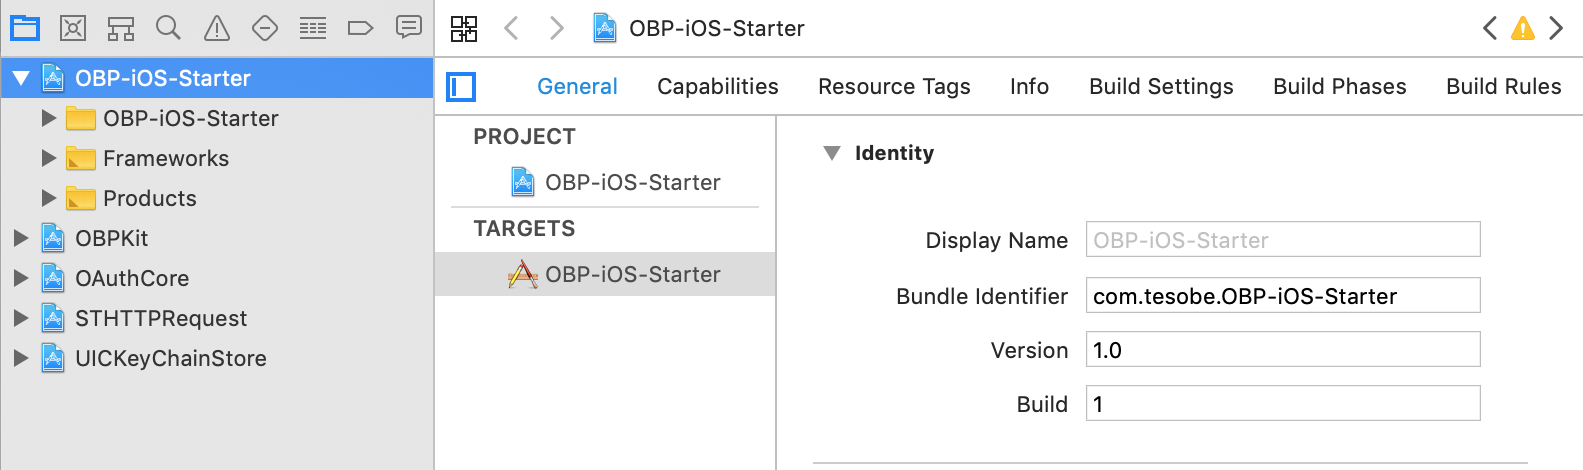 OBP-iOS-Starter
OBP-iOS-Starter
OBP-iOS-Starter
Frameworks
Products
OBPKit
OAuthCore
STHTTPRequest
UICKeyChainStore
General Capabilities Resource Tags Info Build Settings Build Phases Build Rules
PROJECT
OBP-iOS-Starter
TARGETS
OBP-iOS-Starter
Identity
Display Name OBP-iOS-Starter
Bundle Identifier com.tesobe.OBP-iOS-Starter
Version 1.0
Build 1